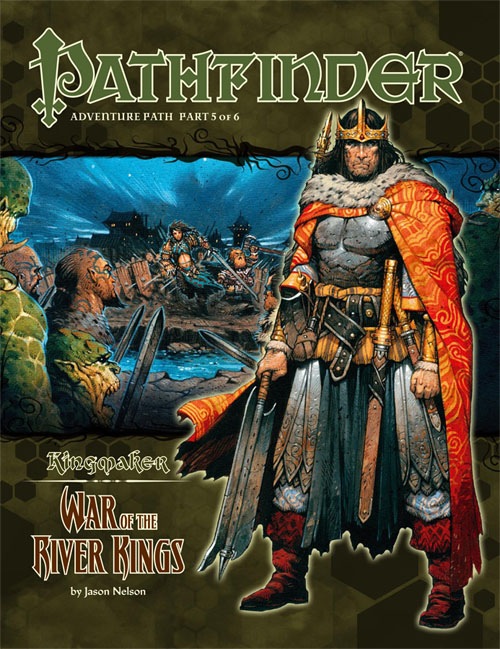 PATHFINDER®
ADVENTURE PATH PART 5 OF 6
Kingmaker
WAR OF THE
RIVER KINGS
by Jason Nelson